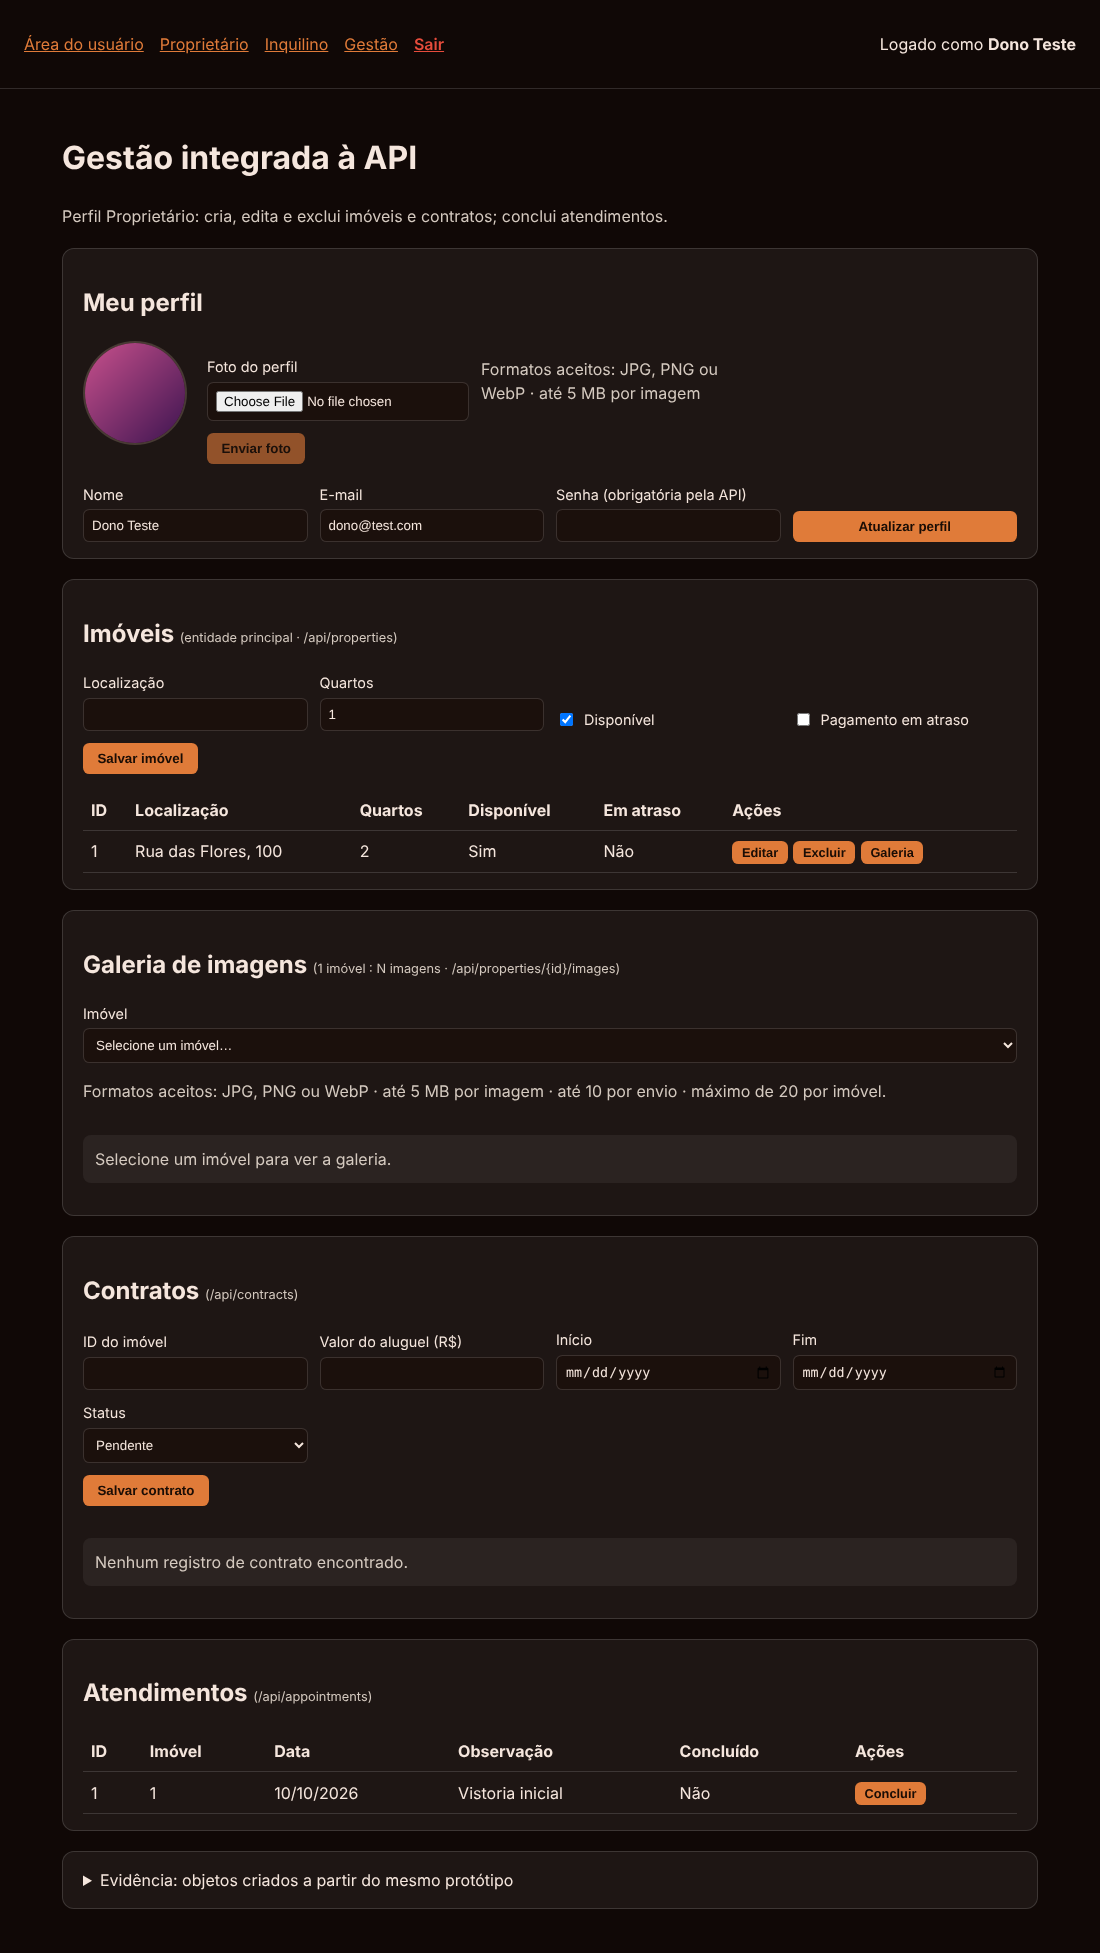 Área do usuário Proprietário Inquilino Gestão Sair Logado como Dono Teste
Gestão integrada à API
Perfil Proprietário: cria, edita e exclui imóveis e contratos; conclui atendimentos.
Meu perfil
Foto do perfil
Choose File No file chosen
Formatos aceitos: JPG, PNG ou
WebP · até 5 MB por imagem
Enviar foto
Nome E-mail Senha (obrigatória pela API)
Dono Teste dono@test.com Atualizar perfil
Imóveis (entidade principal · /api/properties)
Localização Quartos
1 Disponível Pagamento em atraso
Salvar imóvel
ID Localização Quartos Disponível Em atraso Ações
1 Rua das Flores, 100 2 Sim Não Editar Excluir Galeria
Galeria de imagens (1 imóvel : N imagens · /api/properties/{id}/images)
Imóvel
Selecione um imóvel...
Formatos aceitos: JPG, PNG ou WebP · até 5 MB por imagem · até 10 por envio · máximo de 20 por imóvel.
Selecione um imóvel para ver a galeria.
Contratos (/api/contracts)
ID do imóvel Valor do aluguel (R$) Início Fim
mm/dd/yyyy mm/dd/yyyy
Status
Pendente
Salvar contrato
Nenhum registro de contrato encontrado.
Atendimentos (/api/appointments)
ID Imóvel Data Observação Concluído Ações
1 1 10/10/2026 Vistoria inicial Não Concluir
Evidência: objetos criados a partir do mesmo protótipo